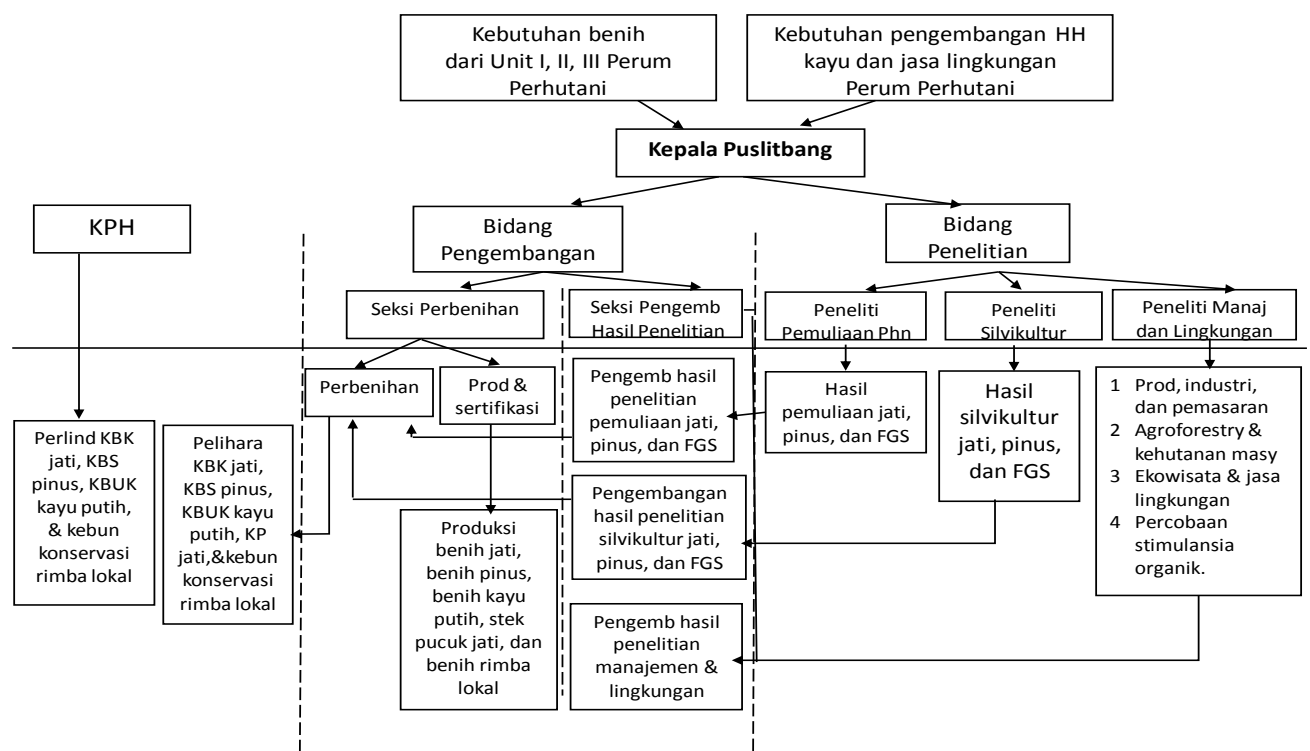 Kebutuhan benih
dari Unit I, II, III Perum
Perhutani
Kebutuhan pengembangan HH
kayu dan jasa lingkungan
Perum Perhutani
Kepala Puslitbang
KPH
Bidang
Pengembangan
Bidang
Penelitian
Seksi Perbenihan
Seksi Pengemb
Hasil Penelitian
Peneliti
Pemuliaan Phn
Peneliti
Silvikultur
Peneliti Manaj
dan Lingkungan
Perbenihan
Prod &
sertifikasi
Pengemb hasil
penelitian
pemuliaan jati,
pinus, dan FGS
Hasil
pemuliaan jati,
pinus, dan FGS
Hasil
silvikultur
jati, pinus,
dan FGS
1 Prod, industri,
dan pemasaran
2 Agroforestry &
kehutanan masy
3 Ekowisata & jasa
lingkungan
4 Percobaan
stimulansia
organik.
Perlind KBK
jati, KBS
pinus, KBUK
kayu putih,
& kebun
konservasi
rimba lokal
Pelihara
KBK jati,
KBS pinus,
KBUK kayu
putih, KP
jati,&kebun
konservasi
rimba lokal
Produksi
benih jati,
benih pinus,
benih kayu
putih, stek
pucuk jati, dan
benih rimba
lokal
Pengembangan
hasil penelitian
silvikultur jati,
pinus, dan FGS
Pengemb hasil
penelitian
manajemen &
lingkungan